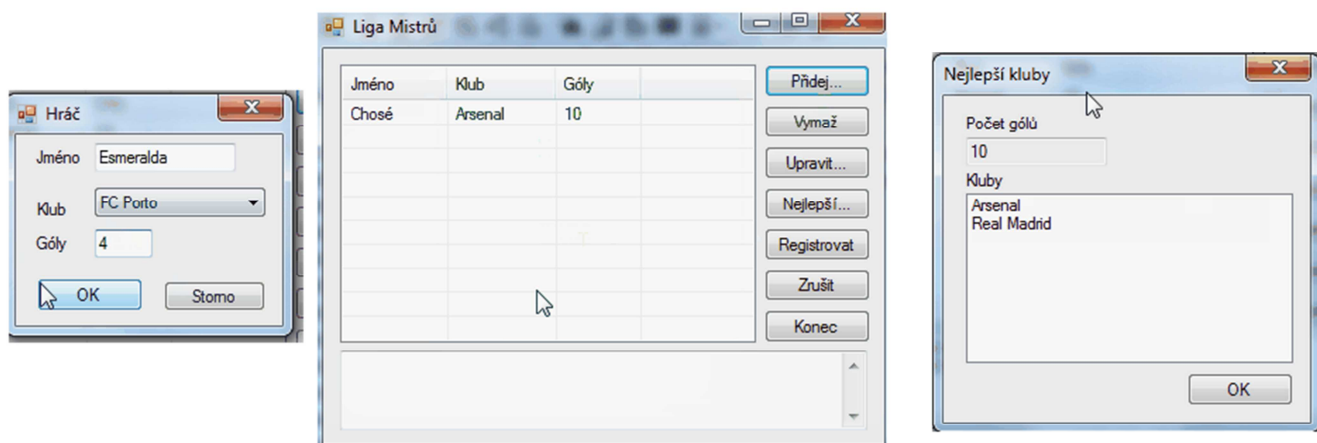 Hráč
Jméno Esmeralda
Klub FC Porto
Góly 4
OK Storno
Liga Mistrů
Jméno Klub Góly
Chosé Arsenal 10
Přidej...
Vymaž
Upravit...
Nejlepší...
Registrovat
Zrušit
Konec
Nejlepší kluby
Počet gólů
10
Kluby
Arsenal
Real Madrid
OK